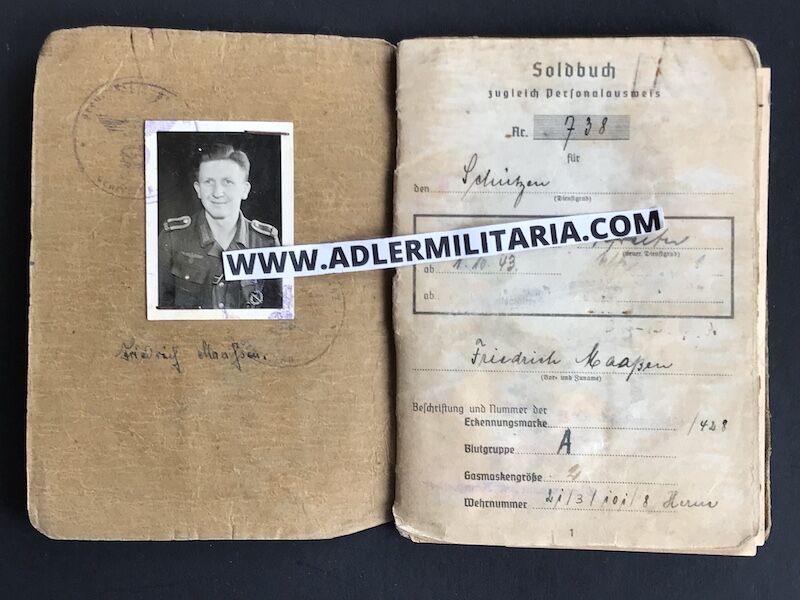 Friedrich Maaßen.
Soldbuch
zugleich Personalausweis
Nr. 738
für
den Schützen
(Dienstgrad)
WWW.ADLERMILITARIA.COM
(neuer Dienstgrad)
ab 1.10.43.
ab
Friedrich Maaßen
(Vor- und Zuname)
Beschriftung und Nummer der
Erkennungsmarke /428
Blutgruppe A
Gasmaskengröße 2
Wehrnummer
1